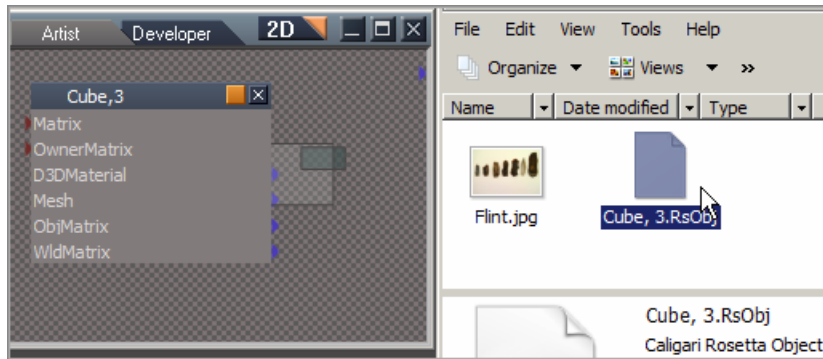 Artist Developer 2D
Cube,3
Matrix
OwnerMatrix
D3DMaterial
Mesh
ObjMatrix
WldMatrix
File Edit View Tools Help
Organize Views »
Name Date modified Type
Flint.jpg Cube, 3.RsObj
Cube, 3.RsObj
Caligari Rosetta Object